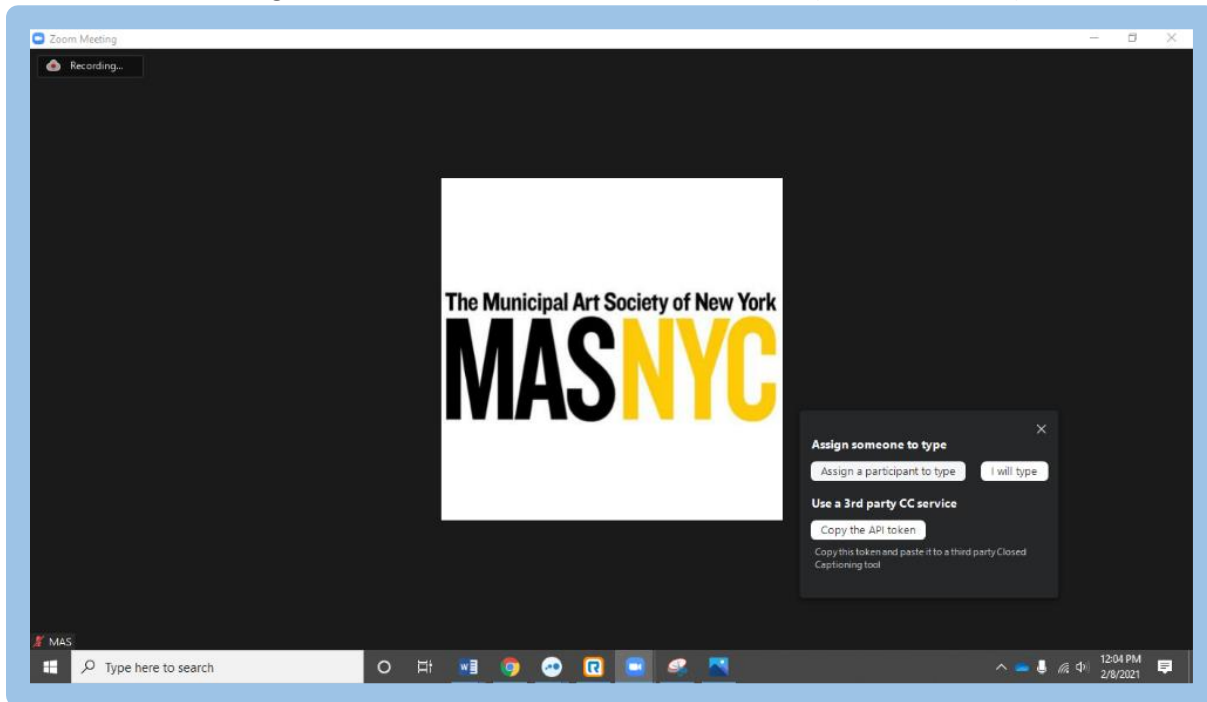 Zoom Meeting
Recording...
The Municipal Art Society of New York
MASNYC
Assign someone to type
Assign a participant to type I will type
Use a 3rd party CC service
Copy the API token
Copy this token and paste it to a third party Closed
Captioning tool
MAS
Type here to search
12:04 PM
2/8/2021